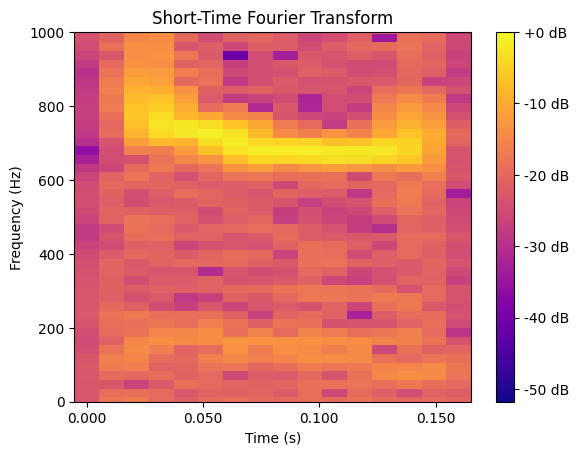 Short-Time Fourier Transform
1000
800
600
400
200
0
Frequency (Hz)
0.000
0.050
0.100
0.150
Time (s)
+0 dB
-10 dB
-20 dB
-30 dB
-40 dB
-50 dB